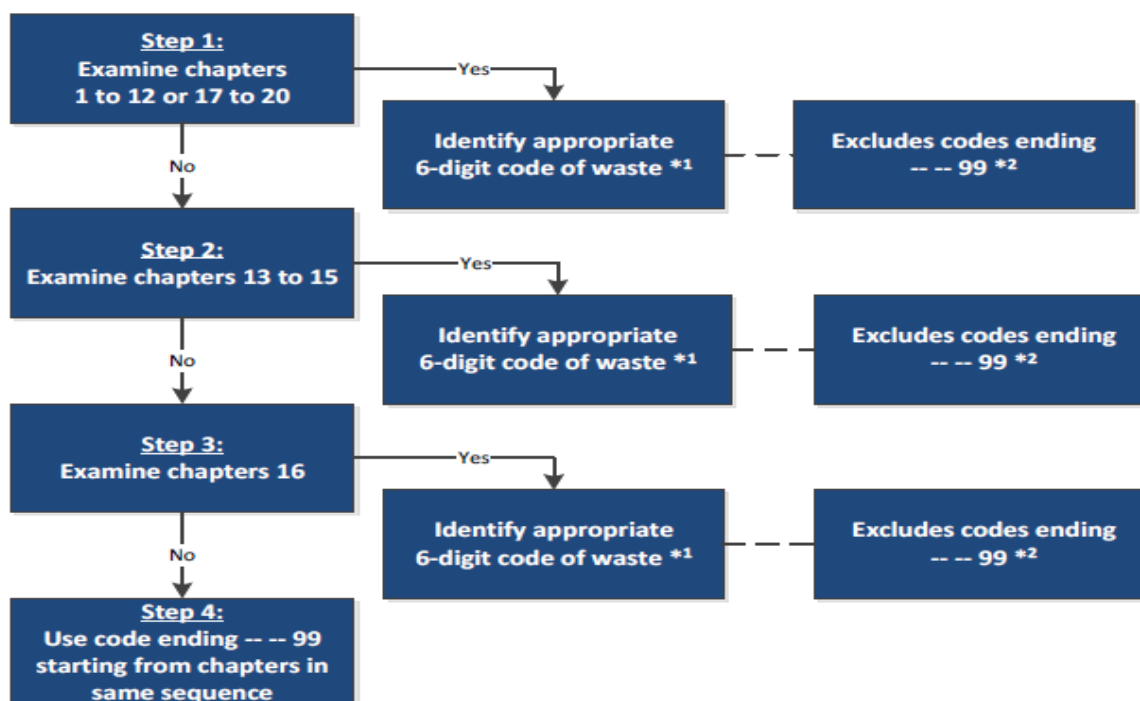 Step 1:
Examine chapters
1 to 12 or 17 to 20
Yes
Identify appropriate
6-digit code of waste *1
Excludes codes ending
-- -- 99 *2
No
Step 2:
Examine chapters 13 to 15
Yes
Identify appropriate
6-digit code of waste *1
Excludes codes ending
-- -- 99 *2
No
Step 3:
Examine chapters 16
Yes
Identify appropriate
6-digit code of waste *1
Excludes codes ending
-- -- 99 *2
No
Step 4:
Use code ending -- -- 99
starting from chapters in
same sequence